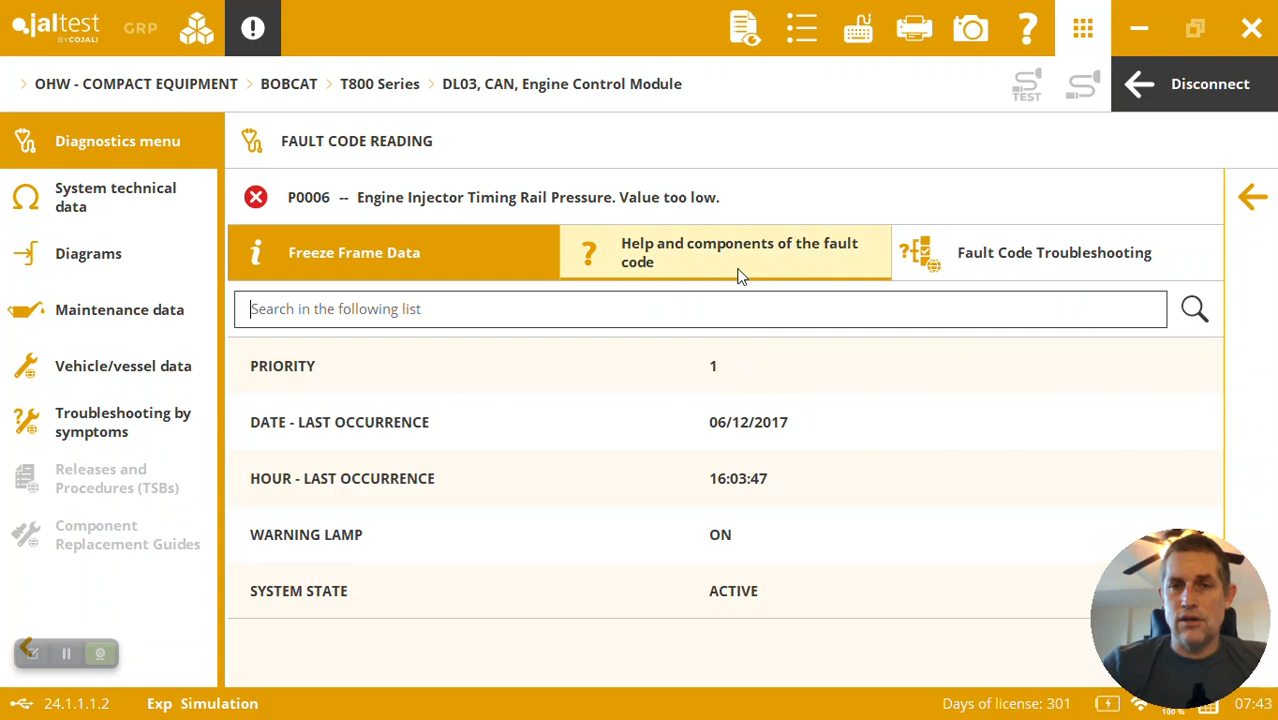 jaltest
BY COJALI
GRP
TEST
OHW - COMPACT EQUIPMENT
BOBCAT
T800 Series
DL03, CAN, Engine Control Module
Disconnect
Diagnostics menu
FAULT CODE READING
System technical
data
P0006 -- Engine Injector Timing Rail Pressure. Value too low.
Diagrams
Freeze Frame Data
Help and components of the fault
code
Fault Code Troubleshooting
Maintenance data
Search in the following list
Vehicle/vessel data
PRIORITY 1
Troubleshooting by
symptoms
DATE - LAST OCCURRENCE 06/12/2017
Releases and
Procedures (TSBs)
HOUR - LAST OCCURRENCE 16:03:47
Component
Replacement Guides
WARNING LAMP ON
SYSTEM STATE ACTIVE
24.1.1.1.2
Exp Simulation
Days of license: 301
100 %
07:43